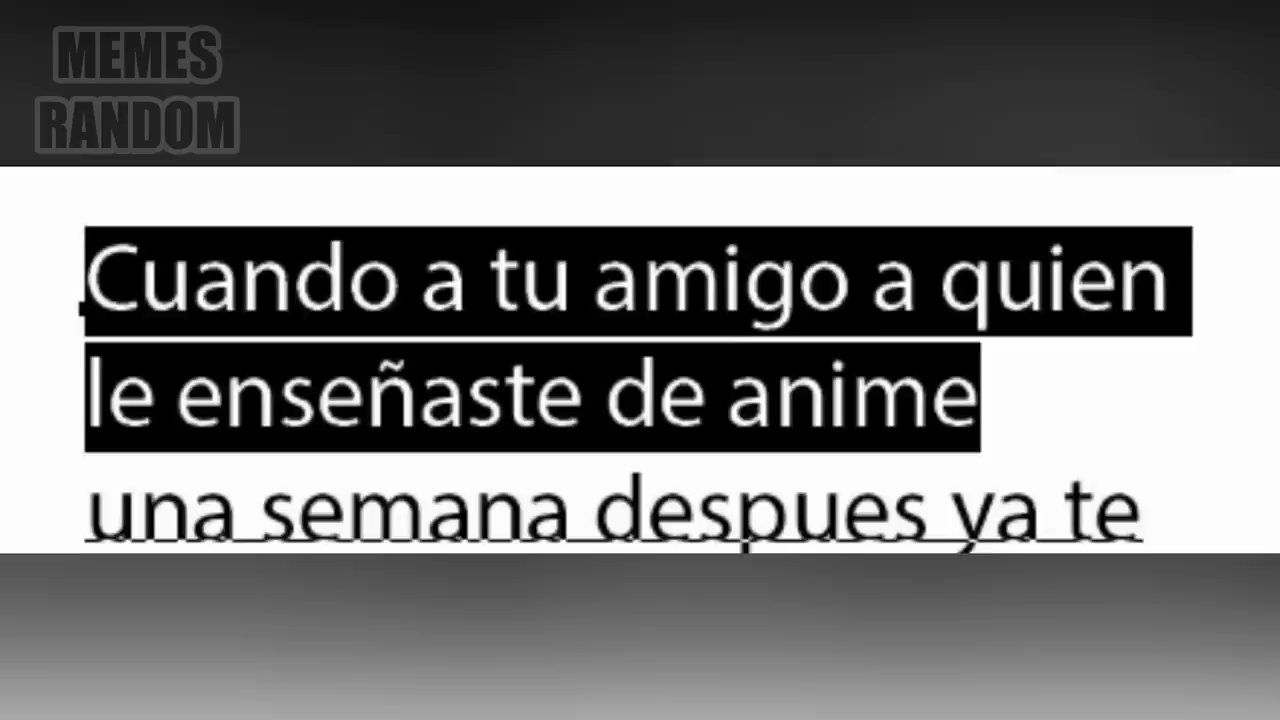 MEMES
RANDOM
Cuando a tu amigo a quien
le enseñaste de anime
una semana despues ya te